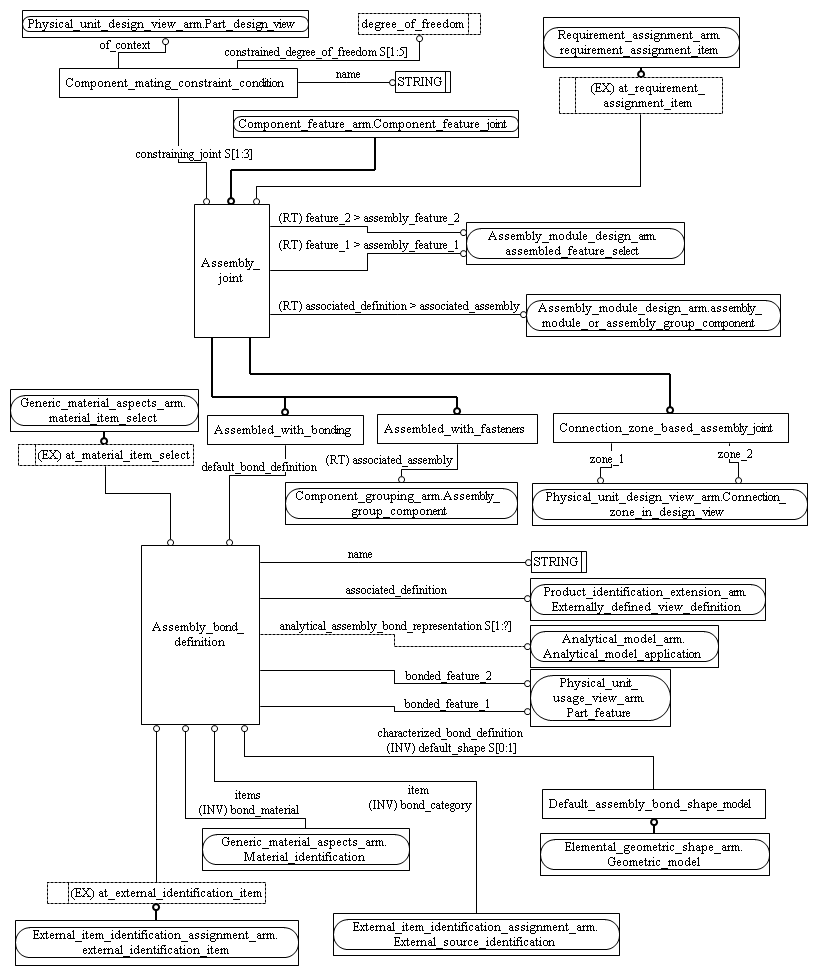 Physical_unit_design_view_arm.Part_design_view
degree_of_freedom
Requirement_assignment_arm.
requirement_assignment_item
of_context
constrained_degree_of_freedom S[1:5]
Component_mating_constraint_condition
name
STRING
(EX) at_requirement_
assignment_item
Component_feature_arm.Component_feature_joint
constraining_joint S[1:3]
Assembly_
joint
(RT) feature_2 > assembly_feature_2
(RT) feature_1 > assembly_feature_1
Assembly_module_design_arm.
assembled_feature_select
(RT) associated_definition > associated_assembly
Assembly_module_design_arm.assembly_
module_or_assembly_group_component
Generic_material_aspects_arm.
material_item_select
(EX) at_material_item_select
Assembled_with_bonding
Assembled_with_fasteners
Connection_zone_based_assembly_joint
default_bond_definition
(RT) associated_assembly
zone_1
zone_2
Component_grouping_arm.Assembly_
group_component
Physical_unit_design_view_arm.Connection_
zone_in_design_view
Assembly_bond_
definition
name
STRING
associated_definition
Product_identification_extension_arm.
Externally_defined_view_definition
analytical_assembly_bond_representation S[1:?]
Analytical_model_arm.
Analytical_model_application
bonded_feature_2
bonded_feature_1
Physical_unit_
usage_view_arm.
Part_feature
characterized_bond_definition
(INV) default_shape S[0:1]
items
(INV) bond_material
item
(INV) bond_category
Default_assembly_bond_shape_model
Generic_material_aspects_arm.
Material_identification
Elemental_geometric_shape_arm.
Geometric_model
(EX) at_external_identification_item
External_item_identification_assignment_arm.
external_identification_item
External_item_identification_assignment_arm.
External_source_identification